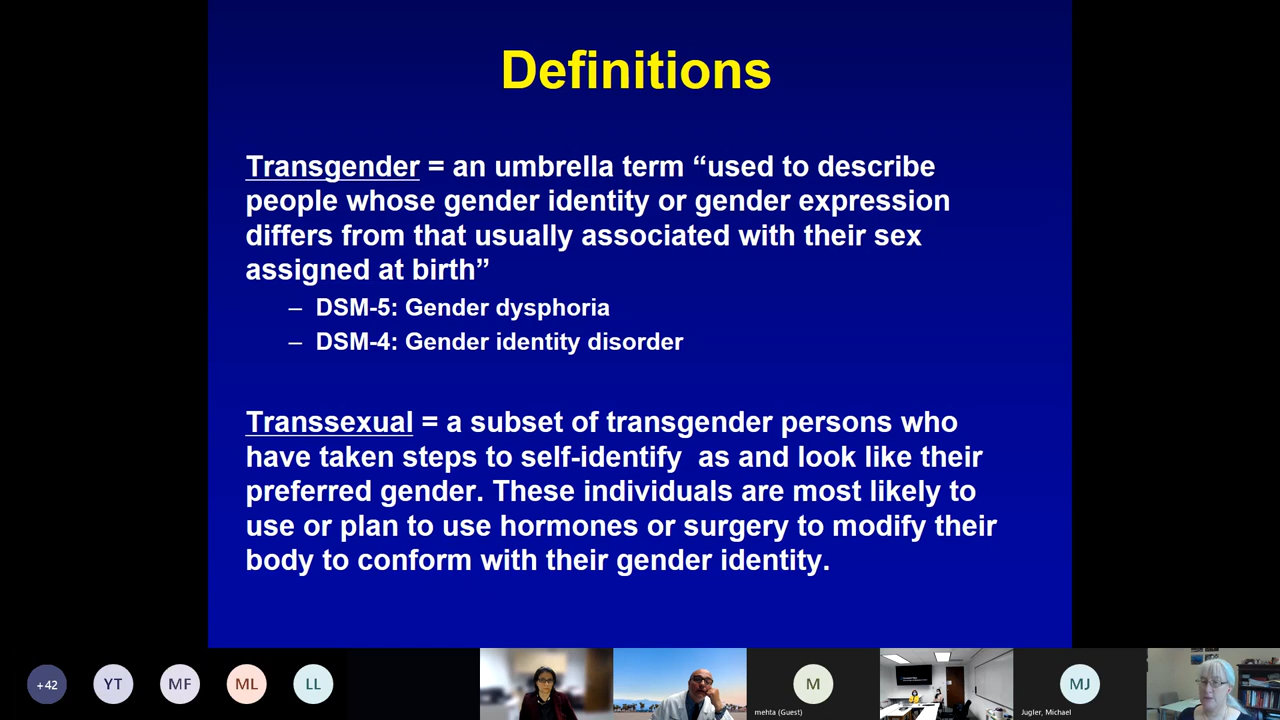 Definitions
Transgender = an umbrella term “used to describe
people whose gender identity or gender expression
differs from that usually associated with their sex
assigned at birth”
– DSM-5: Gender dysphoria
– DSM-4: Gender identity disorder
Transsexual = a subset of transgender persons who
have taken steps to self-identify  as and look like their
preferred gender. These individuals are most likely to
use or plan to use hormones or surgery to modify their
body to conform with their gender identity.
+42
YT
MF
ML
LL
M
mehta (Guest)
MJ
Jugler, Michael